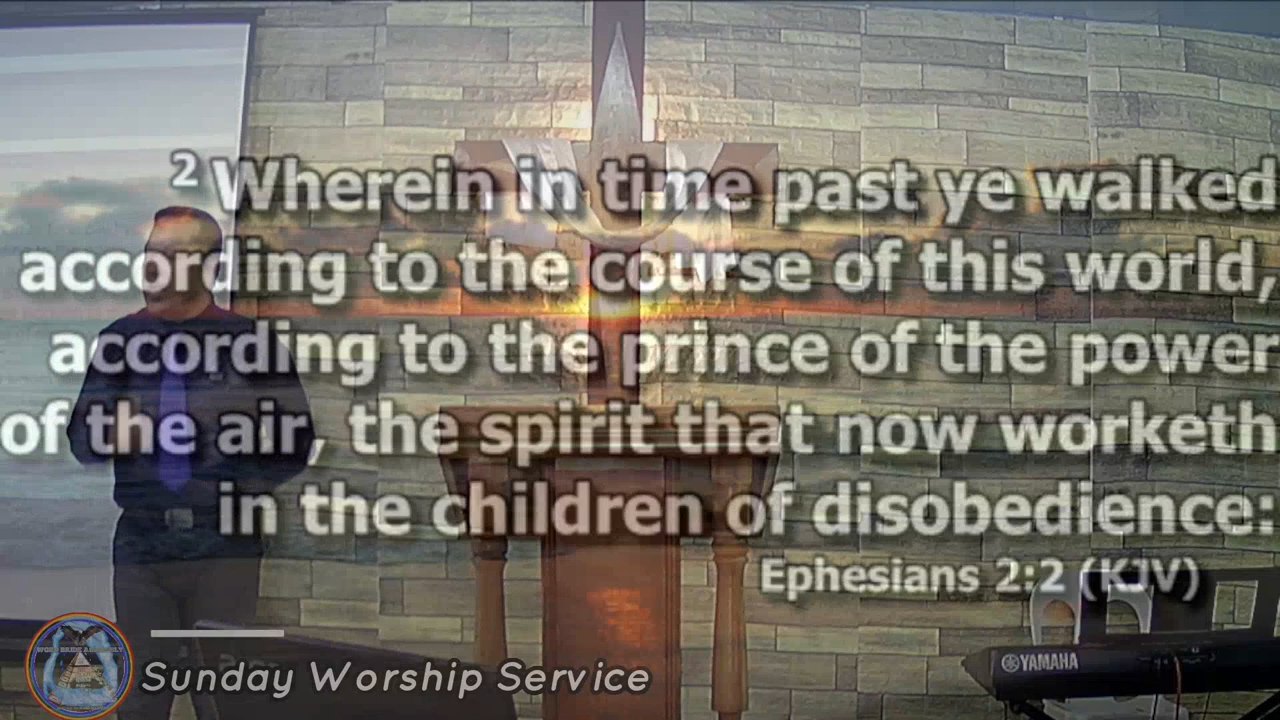 2 Wherein in time past ye walked
according to the course of this world,
according to the prince of the power
of the air, the spirit that now worketh
in the children of disobedience:
Ephesians 2:2 (KJV)
Sunday Worship Service
YAMAHA